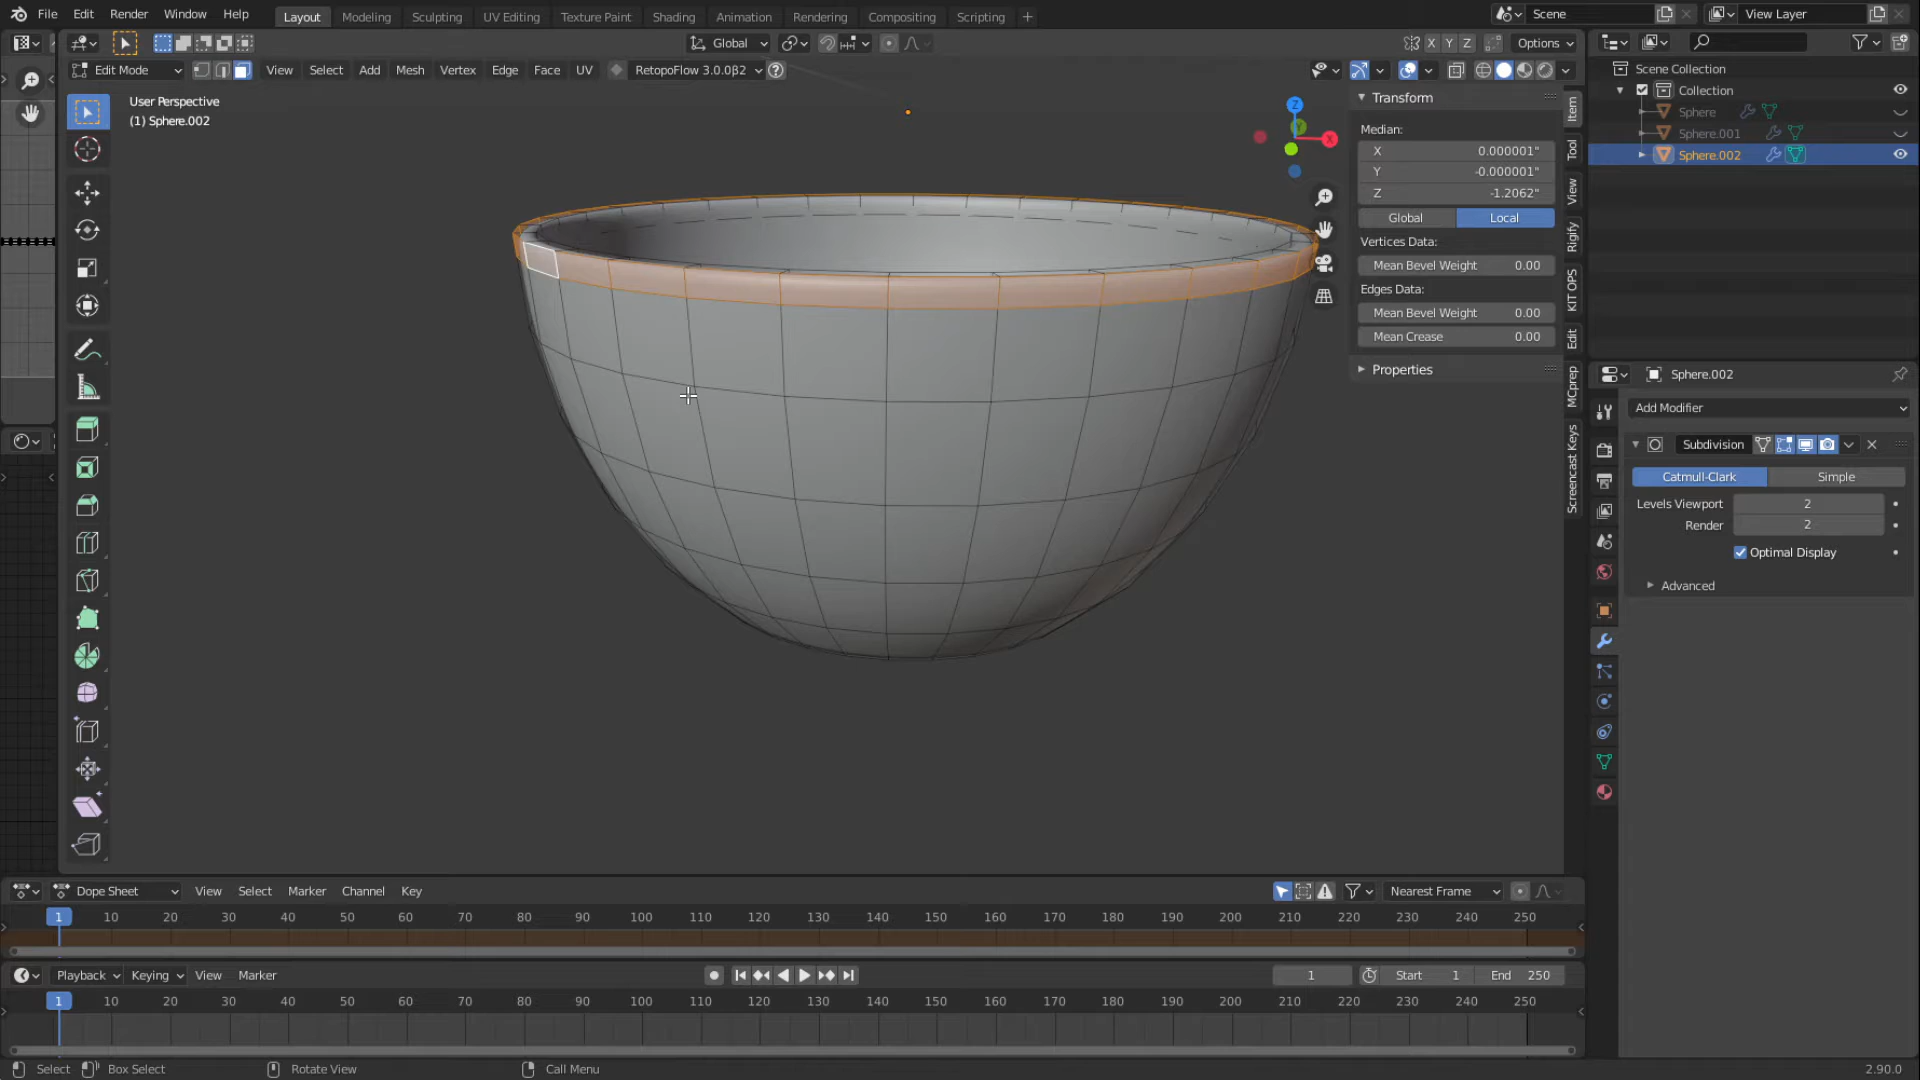 File Edit Render Window Help Layout Modeling Sculpting UV Editing Texture Paint Shading Animation Rendering Compositing Scripting + Scene View Layer
Global Options X Y Z
Edit Mode View Select Add Mesh Vertex Edge Face UV RetopoFlow 3.0.0β2
User Perspective
(1) Sphere.002
Z
Y
X
Transform
Median:
X 0.000001"
Y -0.000001"
Z -1.2062"
Global Local
Vertices Data:
Mean Bevel Weight 0.00
Edges Data:
Mean Bevel Weight 0.00
Mean Crease 0.00
Properties
Item
Tool
View
Rigify
KIT OPS
Edit
MCprep
Screencast Keys
Scene Collection
Collection
Sphere
Sphere.001
Sphere.002
Sphere.002
Add Modifier
Subdivision
Catmull-Clark Simple
Levels Viewport 2
Render 2
Optimal Display
Advanced
Dope Sheet View Select Marker Channel Key Nearest Frame
1 10 20 30 40 50 60 70 80 90 100 110 120 130 140 150 160 170 180 190 200 210 220 230 240 250
Playback Keying View Marker 1 Start 1 End 250
1 10 20 30 40 50 60 70 80 90 100 110 120 130 140 150 160 170 180 190 200 210 220 230 240 250
Select Box Select Rotate View Call Menu 2.90.0